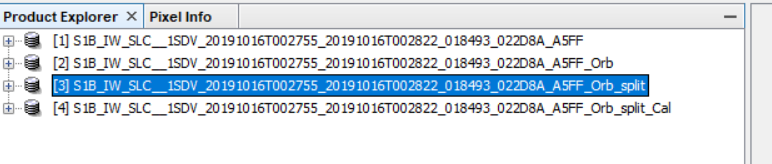 Product Explorer × Pixel Info
[1] S1B_IW_SLC__1SDV_20191016T002755_20191016T002822_018493_022D8A_A5FF
[2] S1B_IW_SLC__1SDV_20191016T002755_20191016T002822_018493_022D8A_A5FF_Orb
[3] S1B_IW_SLC__1SDV_20191016T002755_20191016T002822_018493_022D8A_A5FF_Orb_split
[4] S1B_IW_SLC__1SDV_20191016T002755_20191016T002822_018493_022D8A_A5FF_Orb_split_Cal